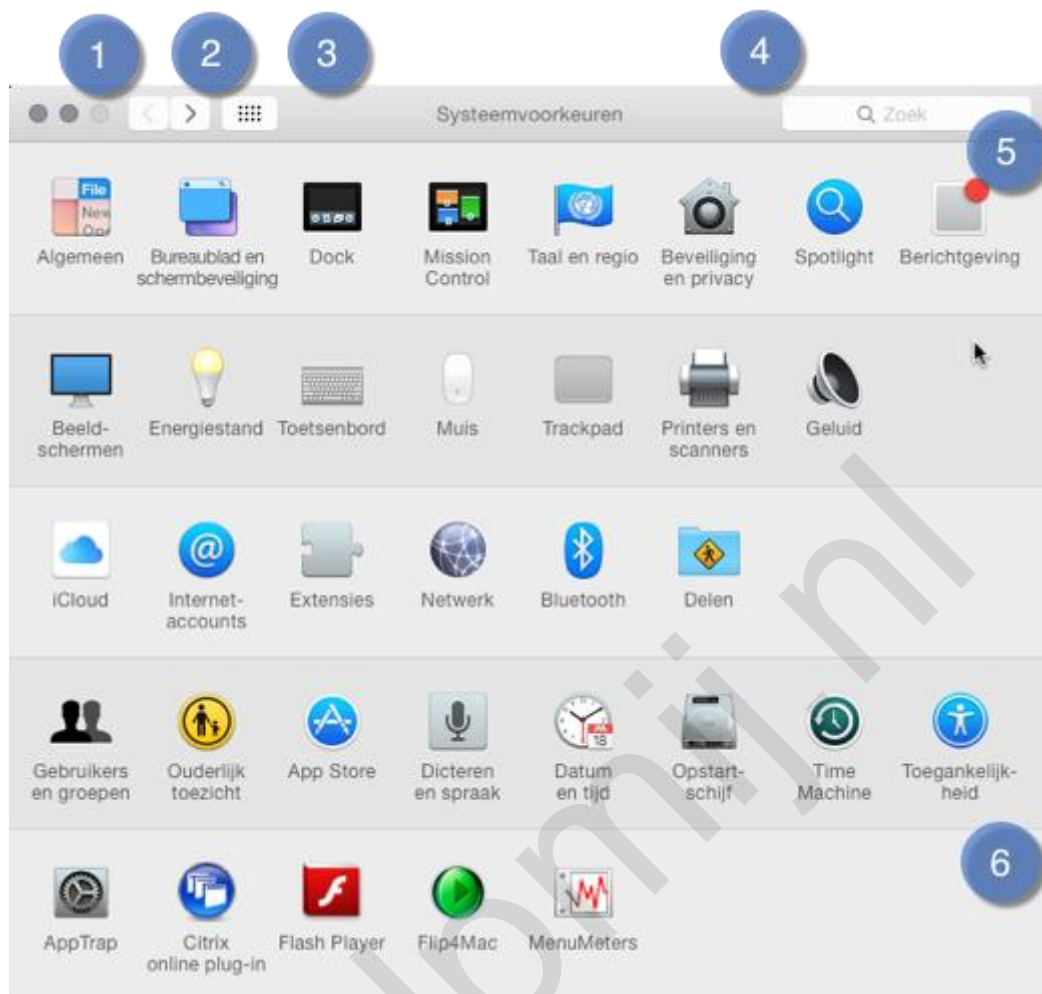 1 2 3 4
Systeemvoorkeuren Zoek
5
File
New
Algemeen Bureaublad en schermbeveiliging Dock Mission Control Taal en regio Beveiliging en privacy Spotlight Berichtgeving
Beeld-schermen Energiestand Toetsenbord Muis Trackpad Printers en scanners Geluid
iCloud Internet-accounts Extensies Netwerk Bluetooth Delen
18
Gebruikers en groepen Ouderlijk toezicht App Store Dicteren en spraak Datum en tijd Opstart-schijf Time Machine Toegankelijk-heid
6
AppTrap Citrix online plug-in Flash Player Flip4Mac MenuMeters
lpmij.nl